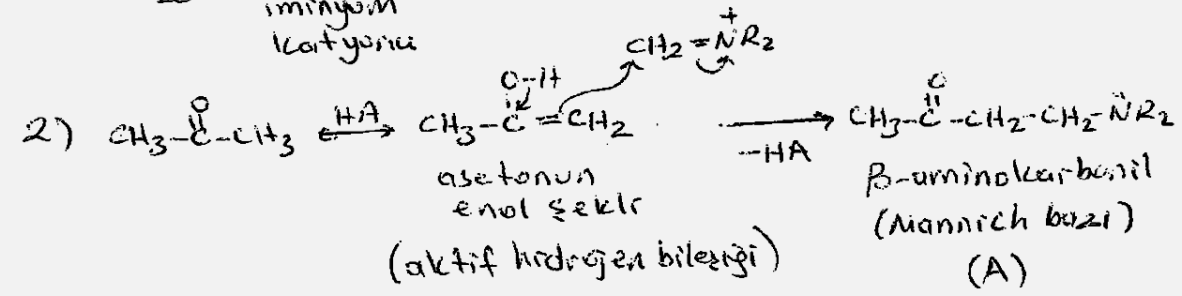 iminyum
katyonu
CH₂=N⁺R₂
O-H
2) CH₃-C(=O)-CH₃ ⟷ HA CH₃-C=CH₂ → -HA CH₃-C(=O)-CH₂-CH₂-N̈R₂
asetonun
enol şekli
(aktif hidrojen bileşiği)
β-aminokarbonil
(Mannich bazı)
(A)